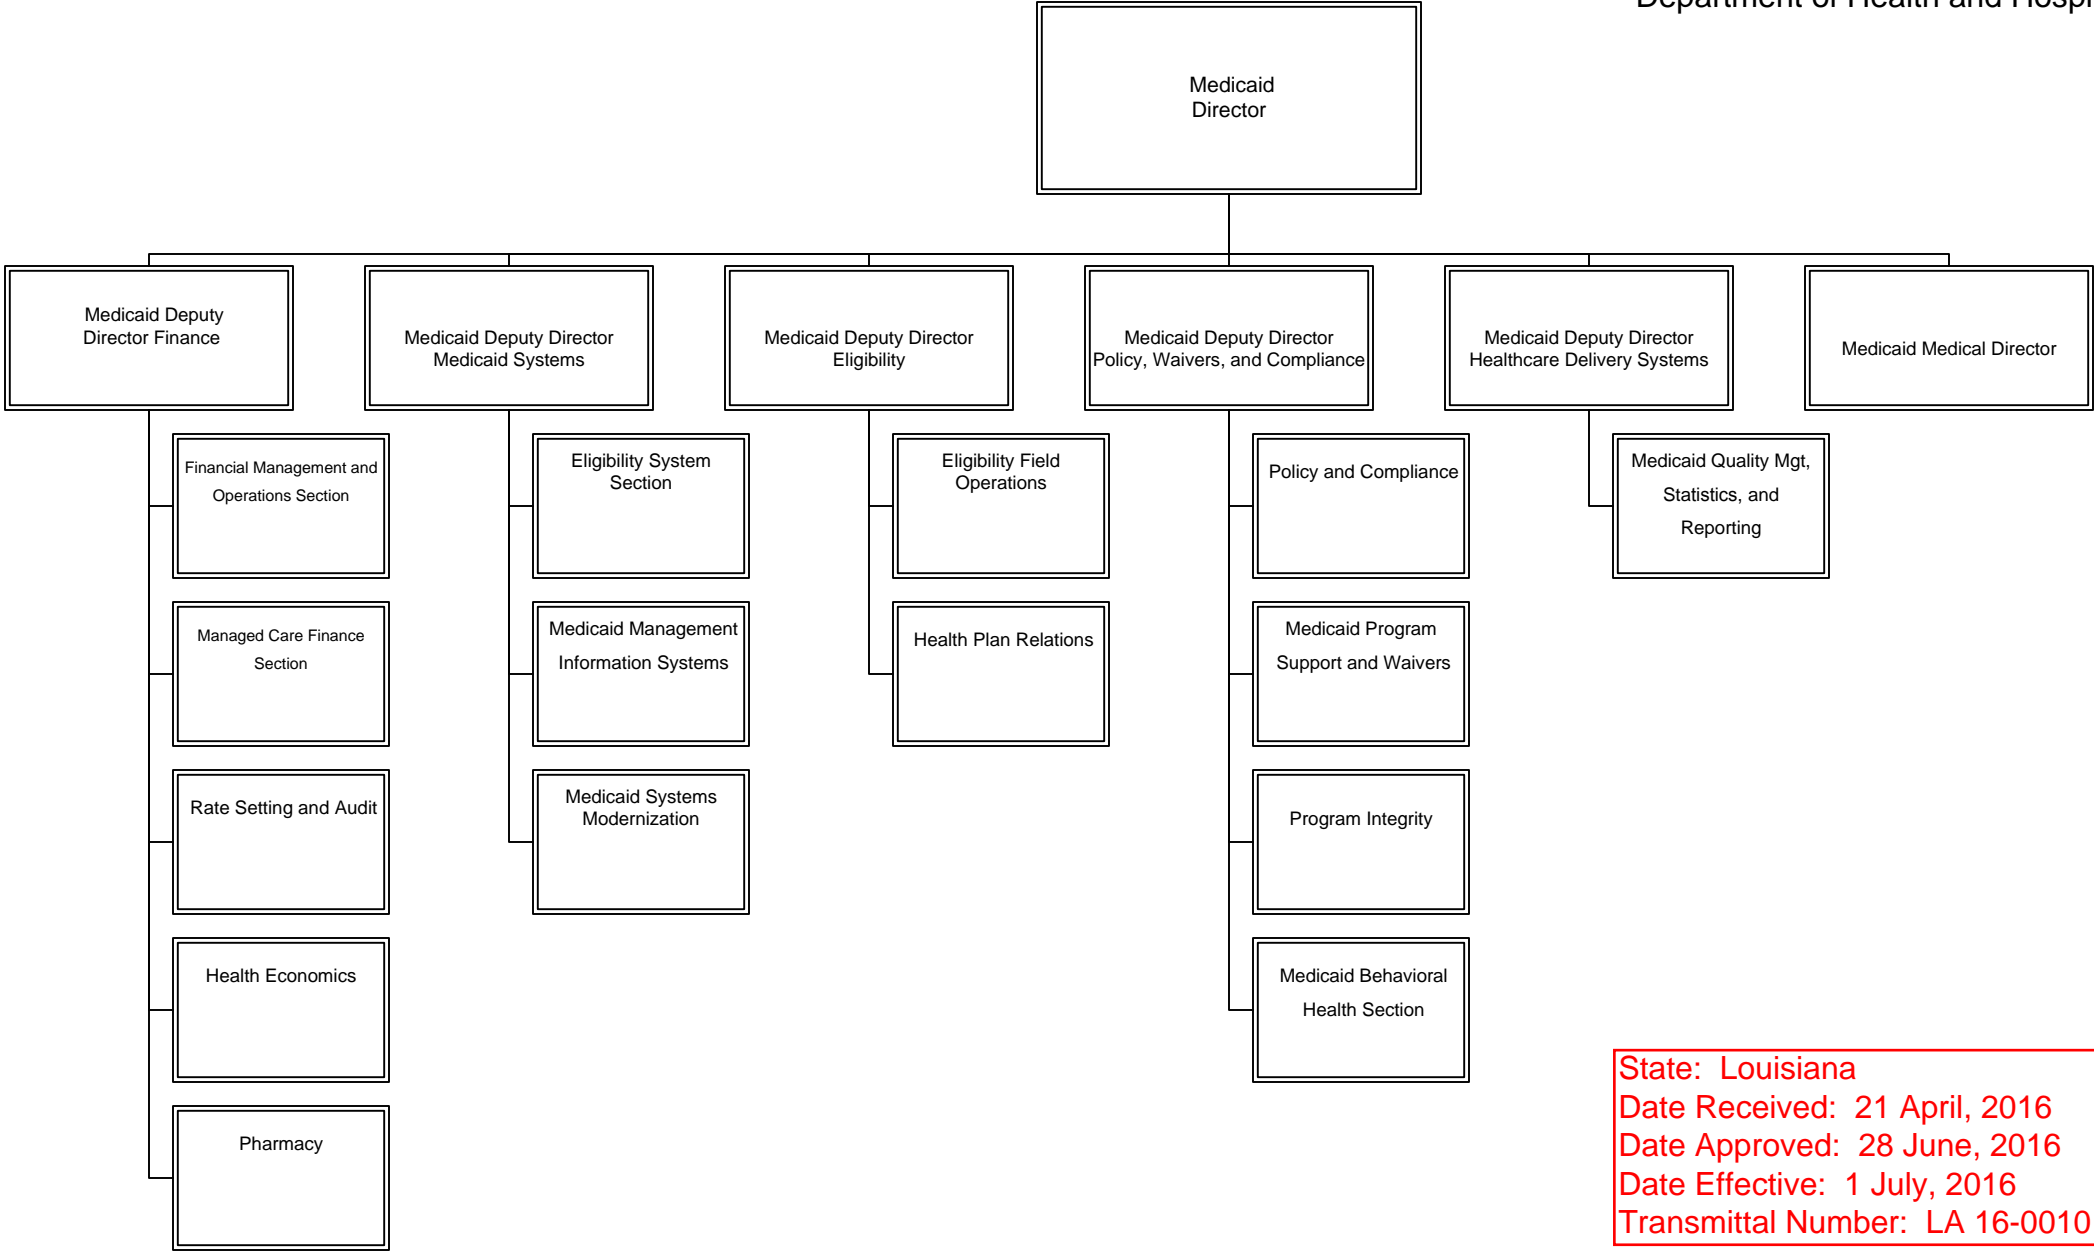 Department of Health and Hospi
Medicaid
Director
Medicaid Deputy
Director Finance
Medicaid Deputy Director
Medicaid Systems
Medicaid Deputy Director
Eligibility
Medicaid Deputy Director
Policy, Waivers, and Compliance
Medicaid Deputy Director
Healthcare Delivery Systems
Medicaid Medical Director
Financial Management and
Operations Section
Eligibility System
Section
Eligibility Field
Operations
Policy and Compliance
Medicaid Quality Mgt,
Statistics, and
Reporting
Managed Care Finance
Section
Medicaid Management
Information Systems
Health Plan Relations
Medicaid Program
Support and Waivers
Rate Setting and Audit
Medicaid Systems
Modernization
Program Integrity
Health Economics
Medicaid Behavioral
Health Section
Pharmacy
State: Louisiana
Date Received: 21 April, 2016
Date Approved: 28 June, 2016
Date Effective: 1 July, 2016
Transmittal Number: LA 16-0010